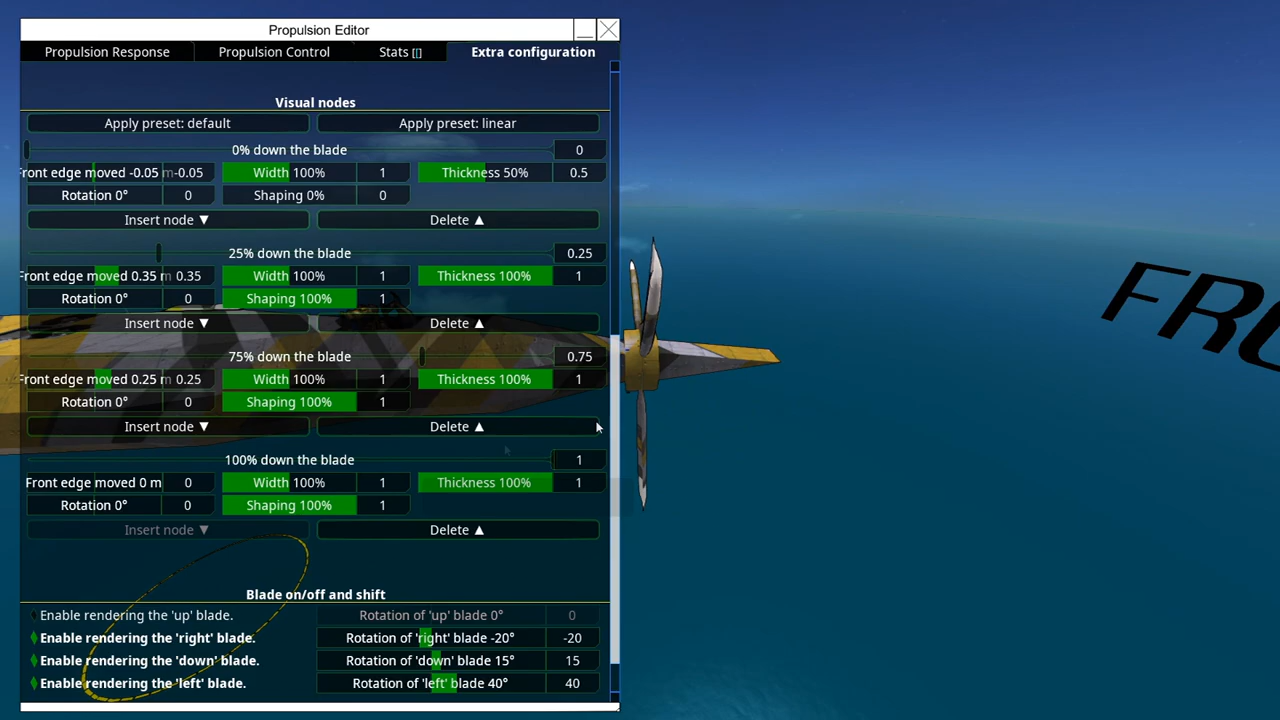 Propulsion Editor
Propulsion Response Propulsion Control Stats [[] Extra configuration
Visual nodes
Apply preset: default Apply preset: linear
0% down the blade 0
Front edge moved -0.05 m -0.05 Width 100% 1 Thickness 50% 0.5
Rotation 0° 0 Shaping 0% 0
Insert node ▼ Delete ▲
25% down the blade 0.25
Front edge moved 0.35 m 0.35 Width 100% 1 Thickness 100% 1
Rotation 0° 0 Shaping 100% 1
Insert node ▼ Delete ▲
75% down the blade 0.75
Front edge moved 0.25 m 0.25 Width 100% 1 Thickness 100% 1
Rotation 0° 0 Shaping 100% 1
Insert node ▼ Delete ▲
100% down the blade 1
Front edge moved 0 m 0 Width 100% 1 Thickness 100% 1
Rotation 0° 0 Shaping 100% 1
Insert node ▼ Delete ▲
Blade on/off and shift
Enable rendering the 'up' blade. Rotation of 'up' blade 0° 0
Enable rendering the 'right' blade. Rotation of 'right' blade -20° -20
Enable rendering the 'down' blade. Rotation of 'down' blade 15° 15
Enable rendering the 'left' blade. Rotation of 'left' blade 40° 40
FRO